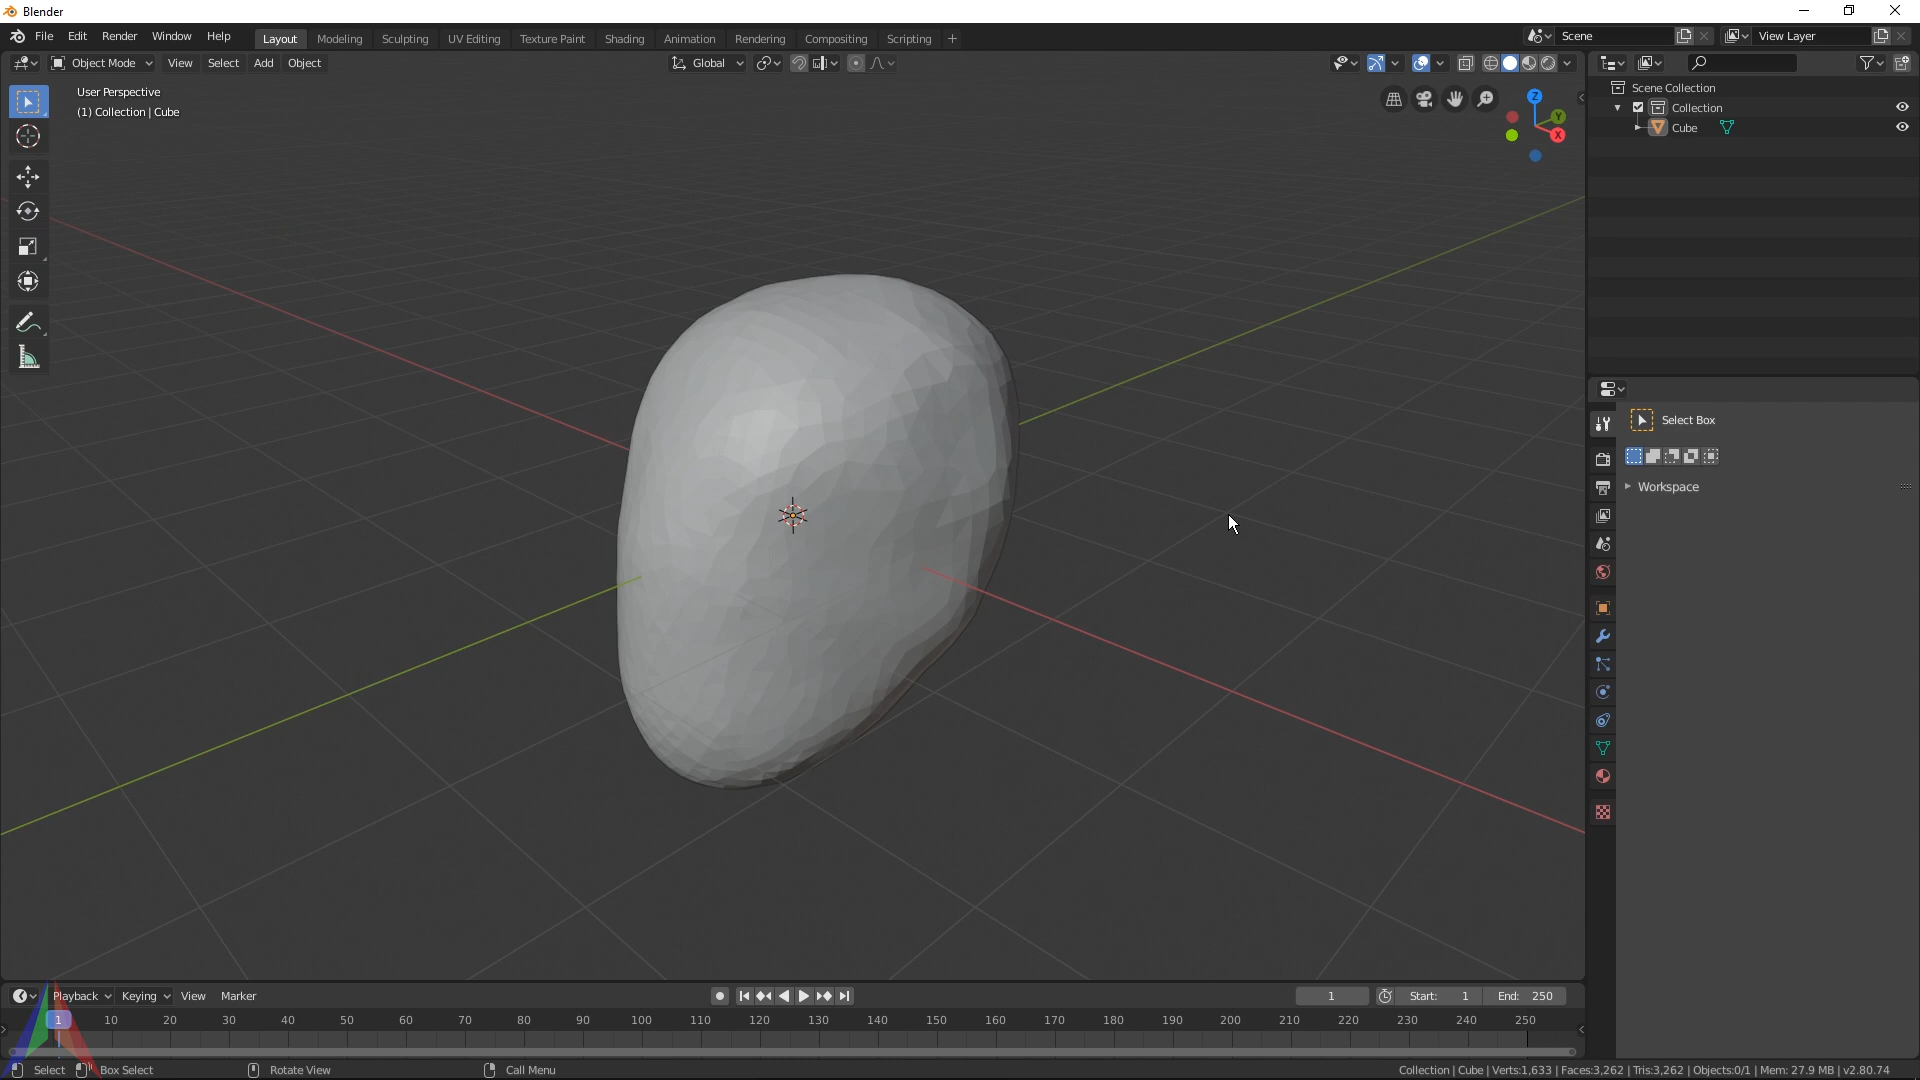 Blender
File Edit Render Window Help Layout Modeling Sculpting UV Editing Texture Paint Shading Animation Rendering Compositing Scripting + Scene View Layer
Object Mode View Select Add Object Global
User Perspective
(1) Collection | Cube
Z
Y
X
Scene Collection
Collection
Cube
Select Box
Workspace
Playback Keying View Marker 1 Start: 1 End: 250
1 10 20 30 40 50 60 70 80 90 100 110 120 130 140 150 160 170 180 190 200 210 220 230 240 250
Select Box Select Rotate View Call Menu Collection | Cube | Verts:1,633 | Faces:3,262 | Tris:3,262 | Objects:0/1 | Mem: 27.9 MB | v2.80.74